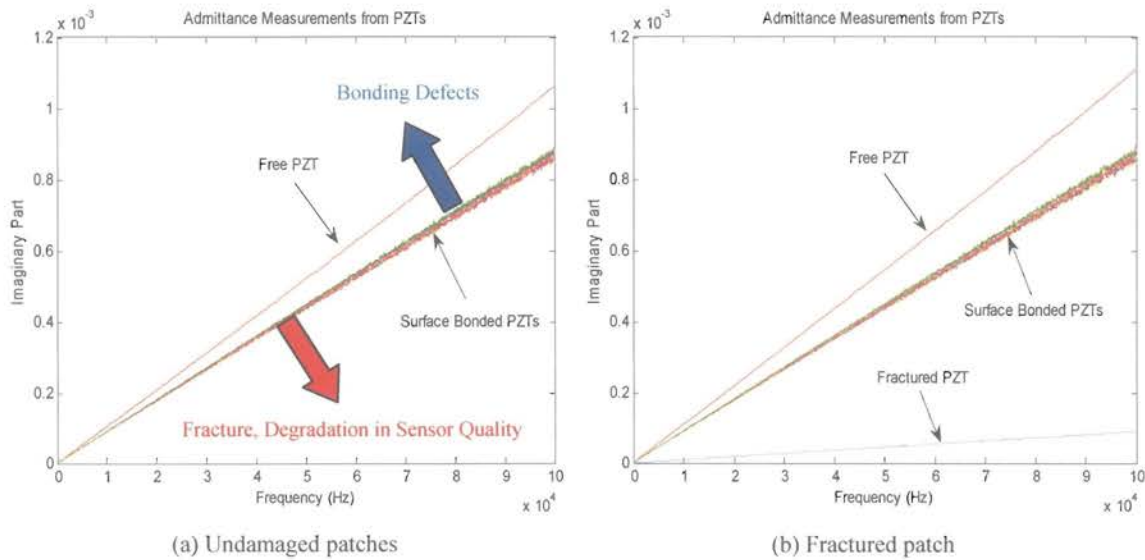 Admittance Measurements from PZTs
x 10⁻³
1.2
1
0.8
0.6
0.4
0.2
0
Imaginary Part
Bonding Defects
Free PZT
Surface Bonded PZTs
Fracture, Degradation in Sensor Quality
0 1 2 3 4 5 6 7 8 9 10
Frequency (Hz)
x 10⁴
(a) Undamaged patches
Admittance Measurements from PZTs
x 10⁻³
1.2
1
0.8
0.6
0.4
0.2
0
Imaginary Part
Free PZT
Surface Bonded PZTs
Fractured PZT
0 1 2 3 4 5 6 7 8 9 10
Frequency (Hz)
x 10⁴
(b) Fractured patch